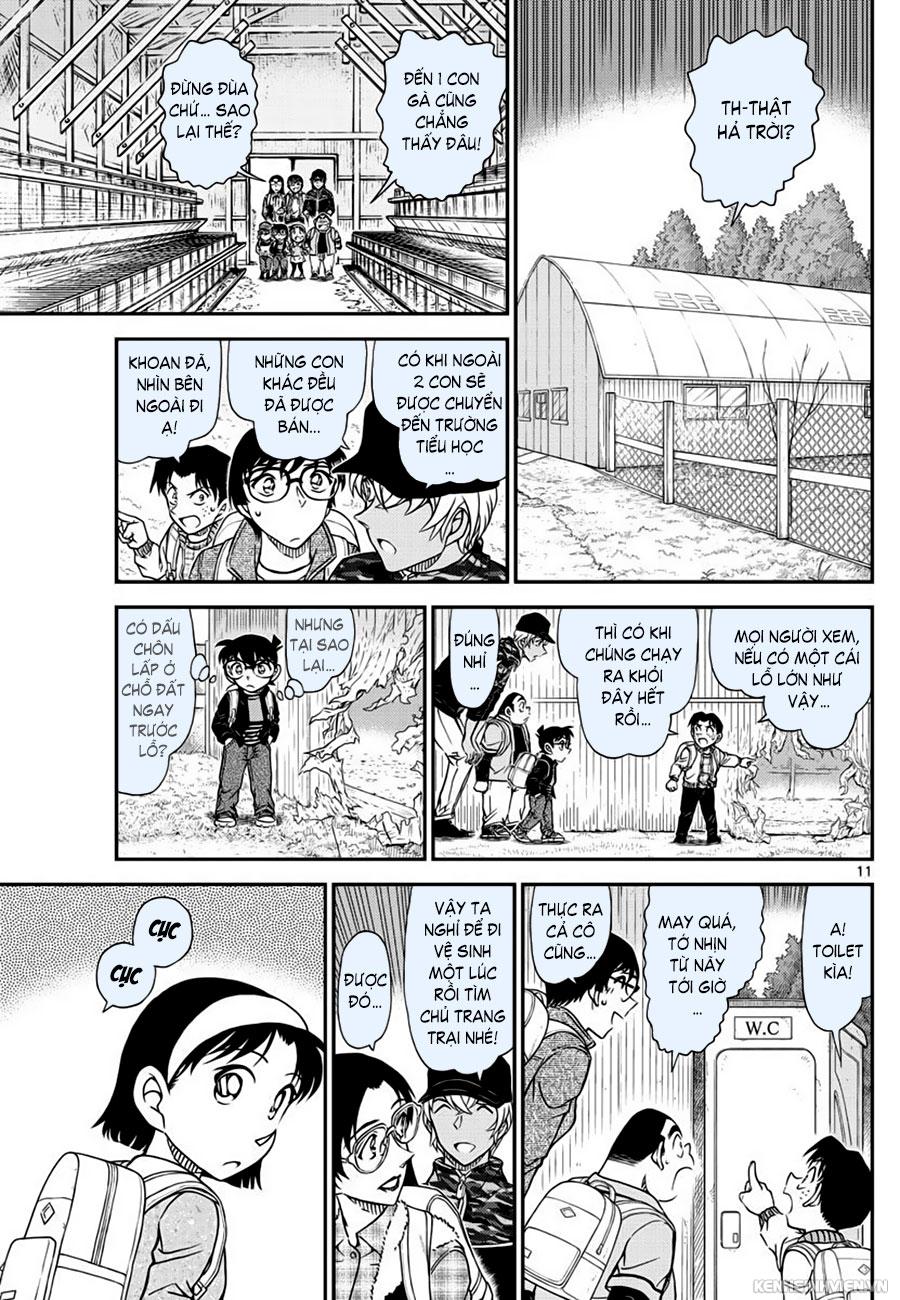 TH-THẬT
HẢ TRỜI?
ĐẾN 1 CON
GÀ CŨNG
CHẲNG
THẤY ĐÂU!
ĐỪNG ĐÙA
CHỨ... SAO
LẠI THẾ?
CÓ KHI NGOÀI
2 CON SẼ
ĐƯỢC CHUYỂN
ĐẾN TRƯỜNG
TIỂU HỌC
...
NHỮNG CON
KHÁC ĐỀU
ĐÃ ĐƯỢC
BÁN...
KHOAN ĐÃ,
NHÌN BÊN
NGOÀI ĐI
Ạ!
MỌI NGƯỜI XEM,
NẾU CÓ MỘT CÁI
LỖ LỚN NHƯ
VẬY...
THÌ CÓ KHI
CHÚNG CHẠY
RA KHỎI
ĐÂY HẾT
RỒI...
ĐÚNG
NHỈ
...
NHƯNG
TẠI SAO
LẠI...
CÓ DẤU
CHÔN
LẤP Ở
CHỖ ĐẤT
NGAY
TRƯỚC
LỖ?
11
A!
TOILET
KÌA!
W.C
MAY QUÁ,
TỚ NHỊN
TỪ NÃY
TỚI GIỜ
...
THỰC RA
CẢ CÔ
CŨNG...
VẬY TA
NGHỈ ĐỂ ĐI
VỆ SINH
MỘT LÚC
RỒI TÌM
CHỦ TRANG
TRẠI NHÉ!
ĐƯỢC
ĐÓ...
CỤC
CỤC